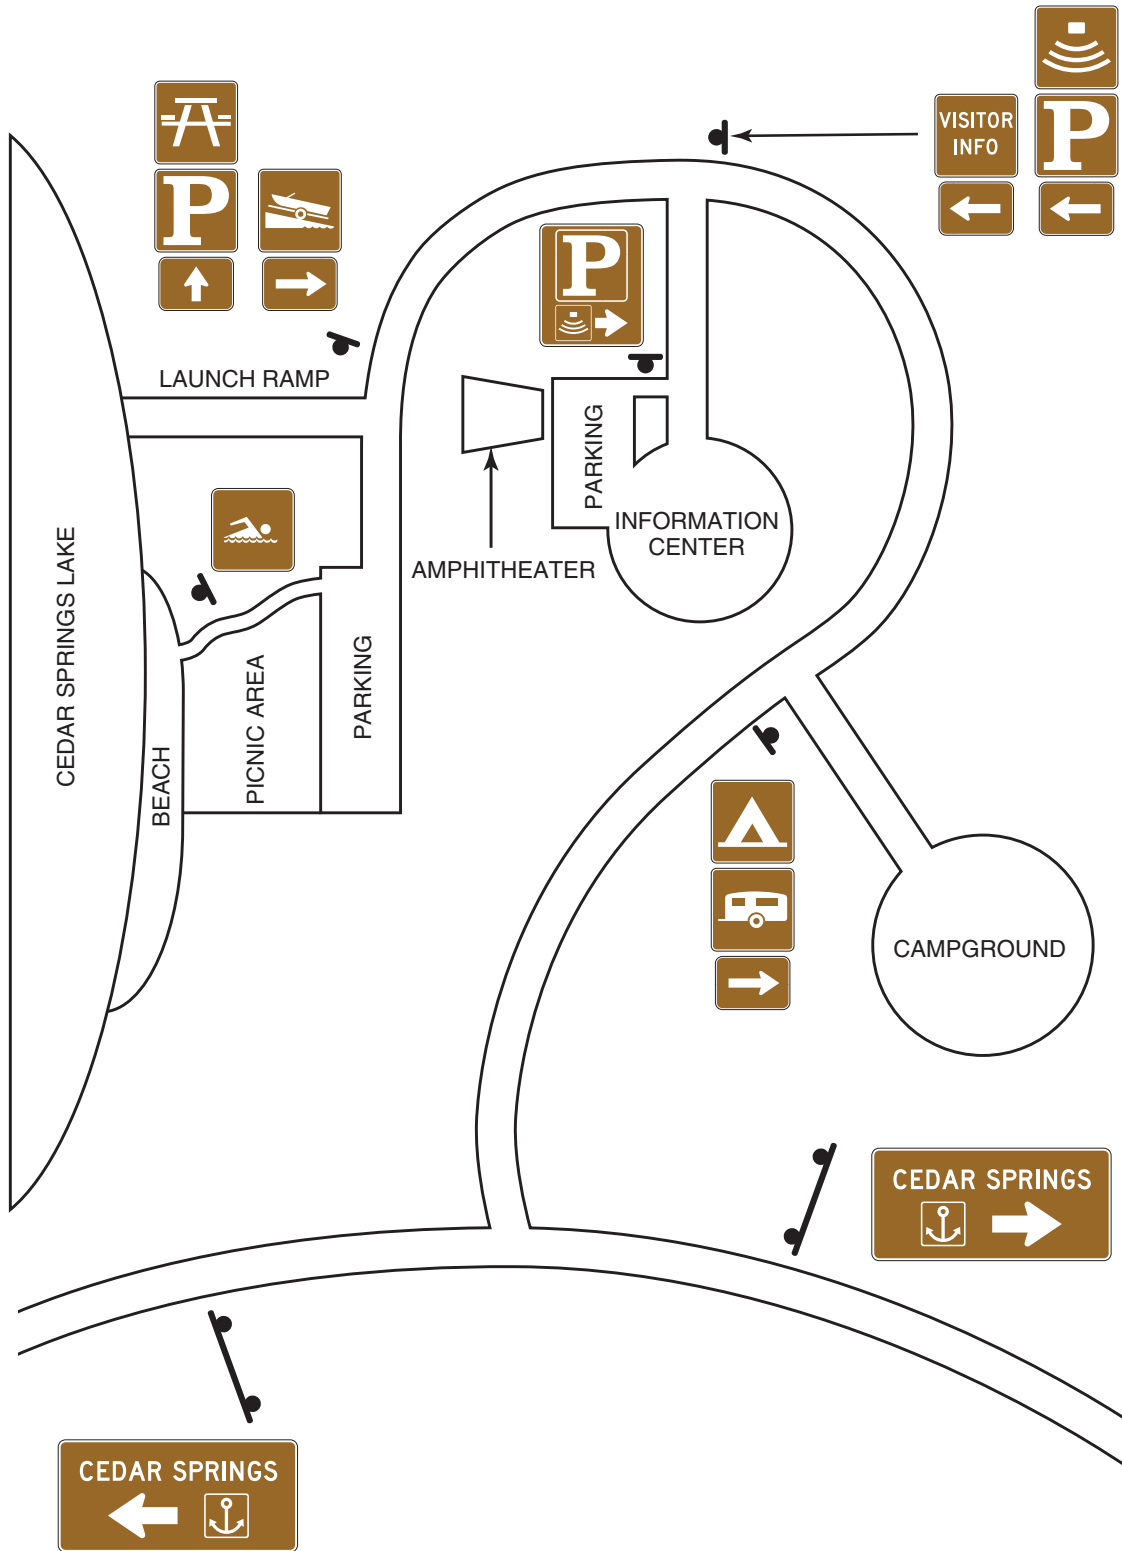 VISITOR
INFO
P
P
P
LAUNCH RAMP
PARKING
INFORMATION
CENTER
AMPHITHEATER
CEDAR SPRINGS LAKE
BEACH
PICNIC AREA
PARKING
CAMPGROUND
CEDAR SPRINGS
CEDAR SPRINGS